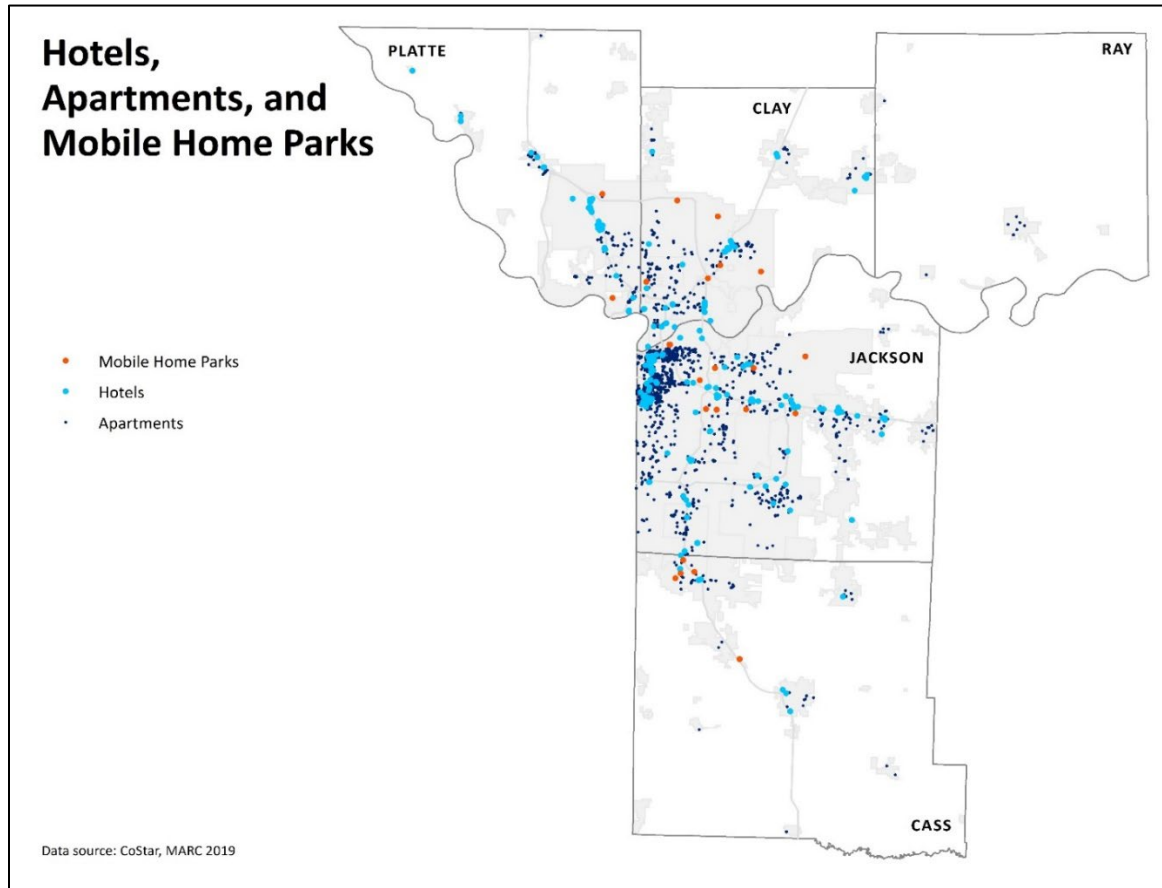 Hotels,
Apartments, and
Mobile Home Parks
PLATTE
RAY
CLAY
JACKSON
Mobile Home Parks
Hotels
Apartments
CASS
Data source: CoStar, MARC 2019